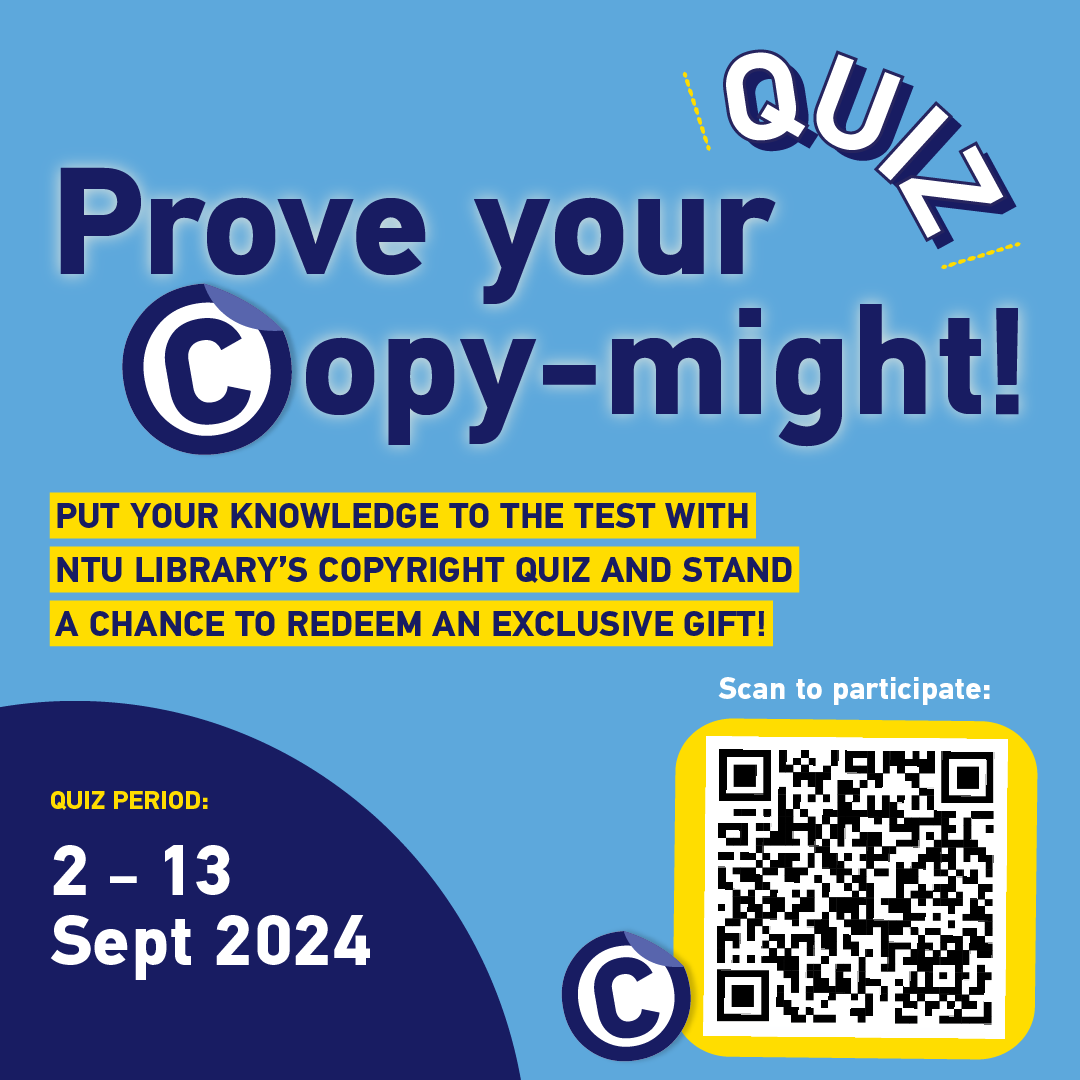 QUIZ
Prove your
Copy-might!
PUT YOUR KNOWLEDGE TO THE TEST WITH
NTU LIBRARY’S COPYRIGHT QUIZ AND STAND
A CHANCE TO REDEEM AN EXCLUSIVE GIFT!
Scan to participate:
QUIZ PERIOD:
2 – 13
Sept 2024
C